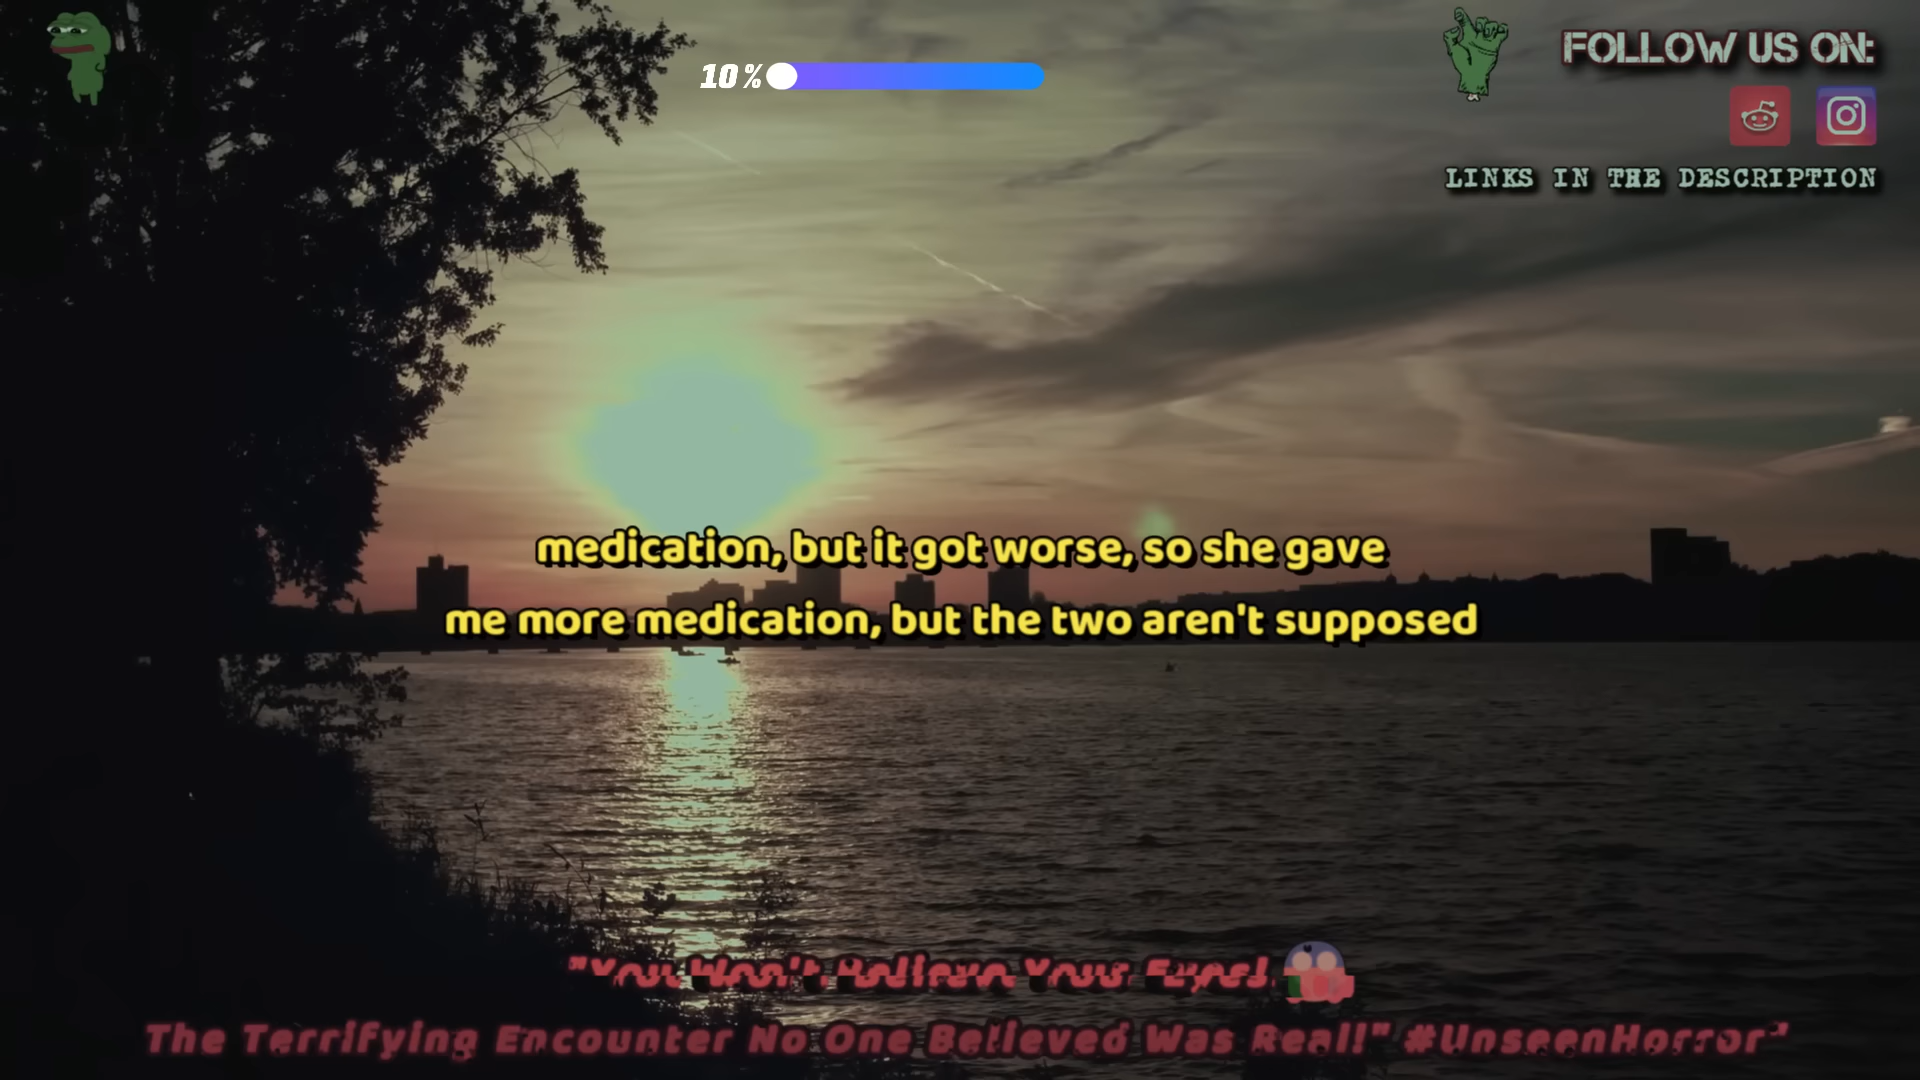 10%
FOLLOW US ON:
LINKS IN THE DESCRIPTION
medication, but it got worse, so she gave
me more medication, but the two aren't supposed
"You Won't Believe Your Eyes!
The Terrifying Encounter No One Believed Was Real!" #UnseenHorror"